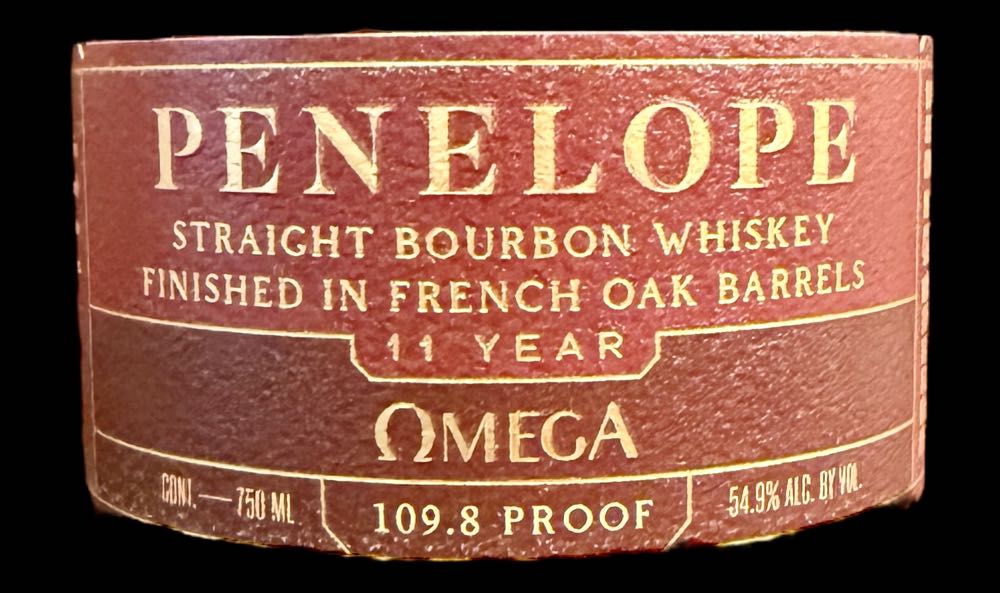 PENELOPE
STRAIGHT BOURBON WHISKEY
FINISHED IN FRENCH OAK BARRELS
11 YEAR
ΩMEGA
CONT. — 750 ML
109.8 PROOF
54.9% ALC. BY VOL.